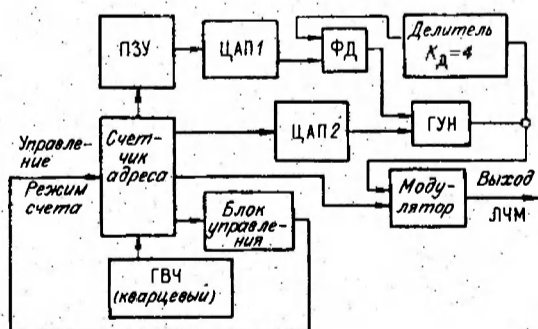 ПЗУ
ЦАП1
ФД
Делитель
Kд=4
ЦАП2
ГУН
Управле-
ние
Режим
счета
Счет-
чик
адреса
Блок
управле-
ния
Моду-
лятор
Выход
ЛЧМ
ГВЧ
(кварцевый)